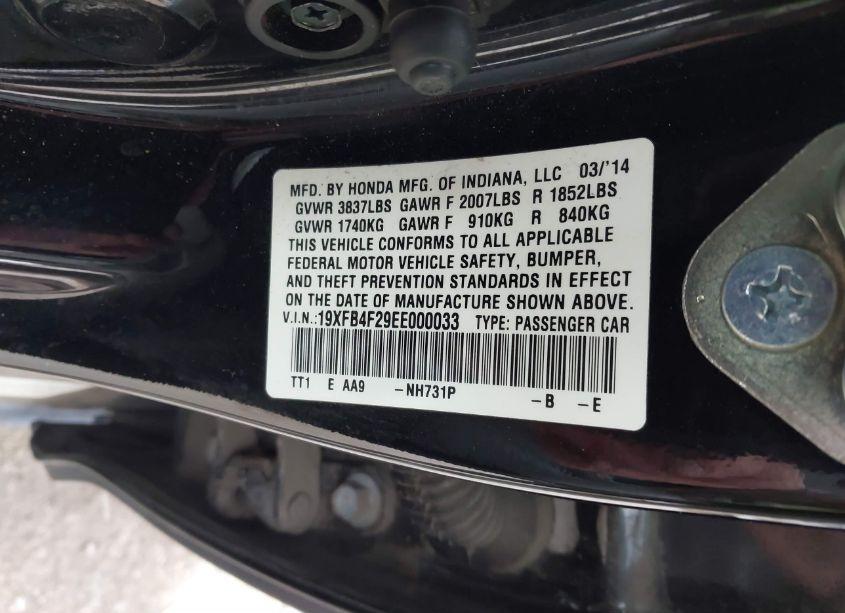 MFD. BY HONDA MFG. OF INDIANA, LLC 03/'14
GVWR 3837LBS GAWR F 2007LBS R 1852LBS
GVWR 1740KG GAWR F 910KG R 840KG
THIS VEHICLE CONFORMS TO ALL APPLICABLE
FEDERAL MOTOR VEHICLE SAFETY, BUMPER,
AND THEFT PREVENTION STANDARDS IN EFFECT
ON THE DATE OF MANUFACTURE SHOWN ABOVE.
V.I.N.:19XFB4F29EE000033 TYPE: PASSENGER CAR
TT1 E AA9 -NH731P -B -E